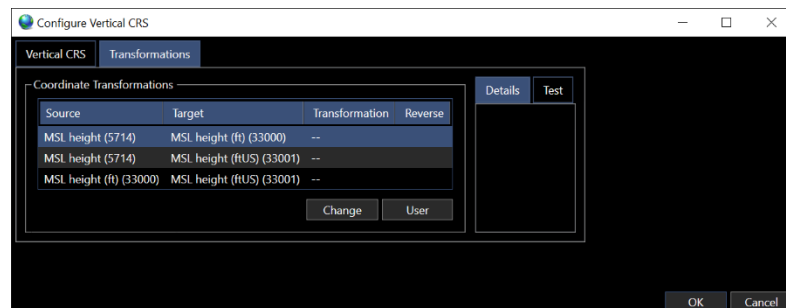 Configure Vertical CRS
Vertical CRS Transformations
Coordinate Transformations
Source Target Transformation Reverse
MSL height (5714) MSL height (ft) (33000) --
MSL height (5714) MSL height (ftUS) (33001) --
MSL height (ft) (33000) MSL height (ftUS) (33001) --
Change User
Details Test
OK Cancel